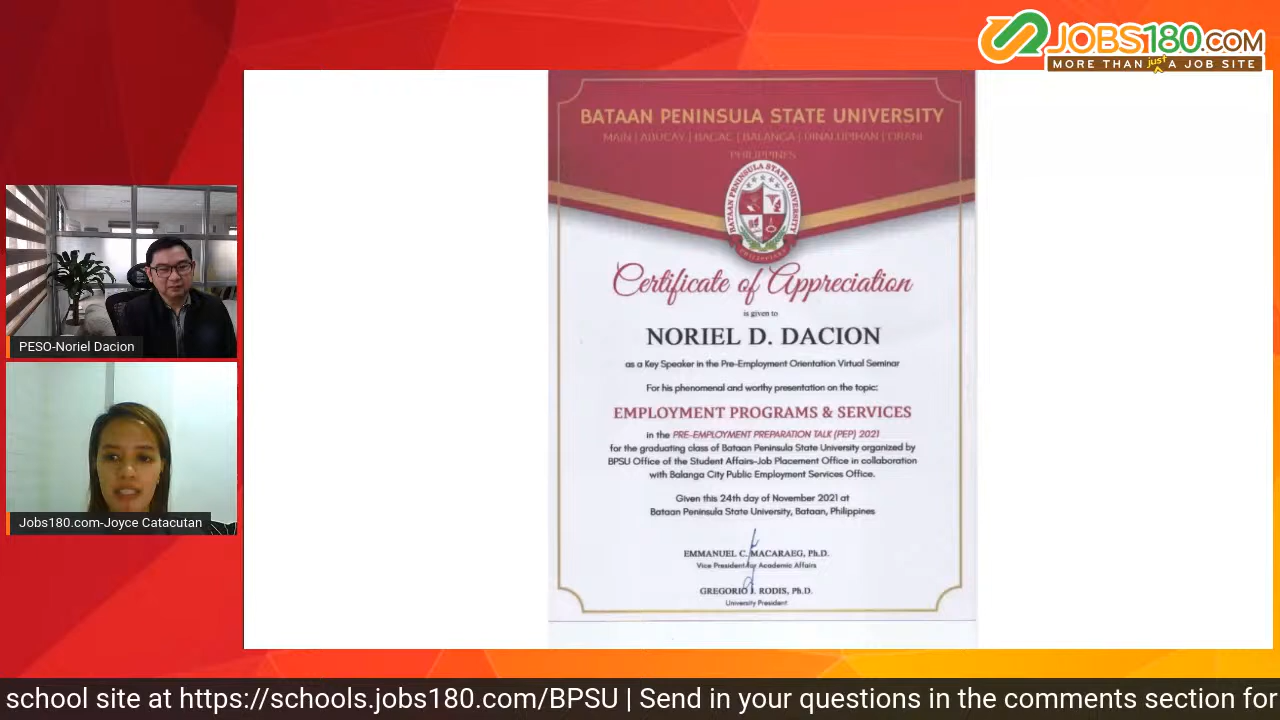 JOBS180.COM
MORE THAN just A JOB SITE
BATAAN PENINSULA STATE UNIVERSITY
MAIN | ABUCAY | BAGAC | BALANGA | DINALUPIHAN | ORANI
PHILIPPINES
BATAAN PENINSULA STATE UNIVERSITY
PHILIPPINES
Certificate of Appreciation
is given to
NORIEL D. DACION
as a Key Speaker in the Pre-Employment Orientation Virtual Seminar
For his phenomenal and worthy presentation on the topic:
EMPLOYMENT PROGRAMS & SERVICES
in the PRE-EMPLOYMENT PREPARATION TALK (PEP) 2021
for the graduating class of Bataan Peninsula State University organized by
BPSU Office of the Student Affairs-Job Placement Office in collaboration
with Balanga City Public Employment Services Office.
Given this 24th day of November 2021 at
Bataan Peninsula State University, Bataan, Philippines
EMMANUEL C. MACARAEG, Ph.D.
Vice President for Academic Affairs
GREGORIO J. RODIS, Ph.D.
University President
PESO-Noriel Dacion
Jobs180.com-Joyce Catacutan
school site at https://schools.jobs180.com/BPSU | Send in your questions in the comments section for